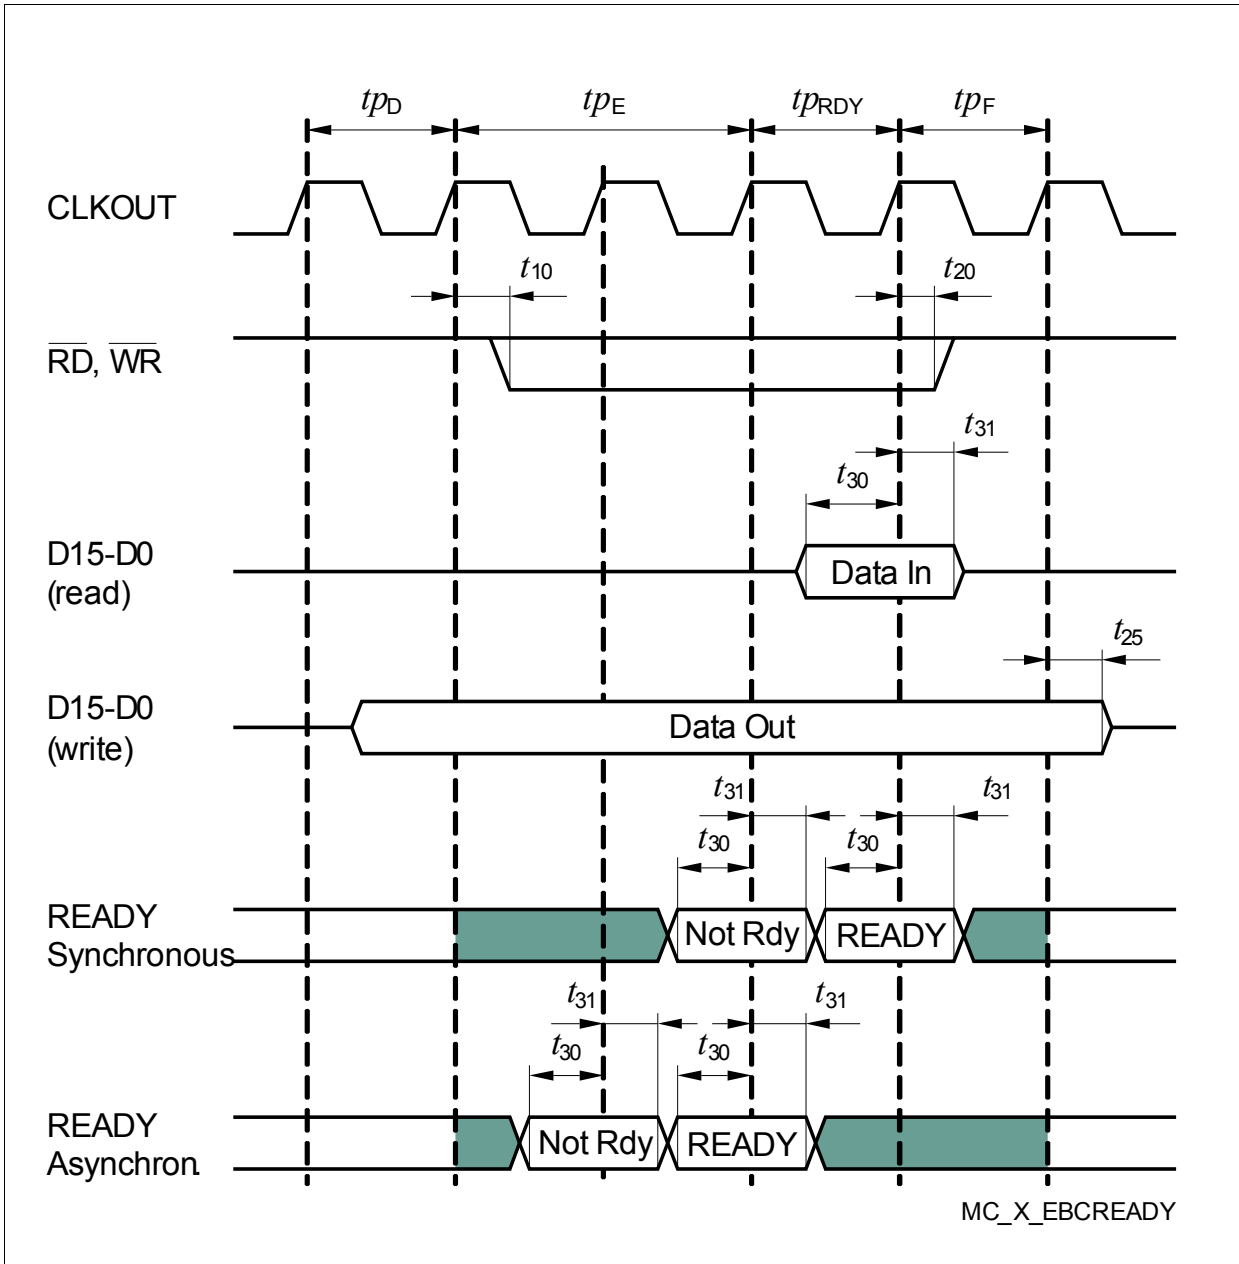 tpD tpE tpRDY tpF
CLKOUT
t10 t20
RD, WR
t31
t30
D15-D0
(read)
Data In
t25
D15-D0
(write)
Data Out
t31 t31
t30 t30
READY
Synchronous
Not Rdy READY
t31 t31
t30 t30
READY
Asynchron.
Not Rdy READY
MC_X_EBCREADY